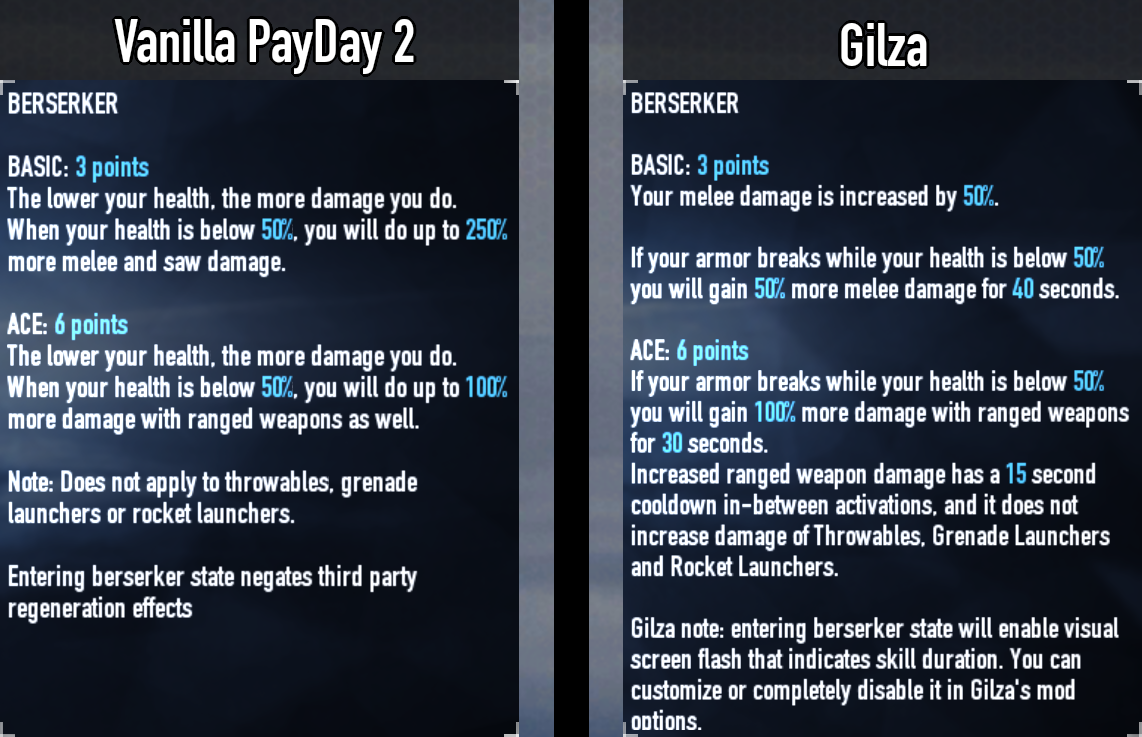 Vanilla PayDay 2
BERSERKER
BASIC: 3 points
The lower your health, the more damage you do.
When your health is below 50%, you will do up to 250%
more melee and saw damage.
ACE: 6 points
The lower your health, the more damage you do.
When your health is below 50%, you will do up to 100%
more damage with ranged weapons as well.
Note: Does not apply to throwables, grenade
launchers or rocket launchers.
Entering berserker state negates third party
regeneration effects
Gilza
BERSERKER
BASIC: 3 points
Your melee damage is increased by 50%.
If your armor breaks while your health is below 50%
you will gain 50% more melee damage for 40 seconds.
ACE: 6 points
If your armor breaks while your health is below 50%
you will gain 100% more damage with ranged weapons
for 30 seconds.
Increased ranged weapon damage has a 15 second
cooldown in-between activations, and it does not
increase damage of Throwables, Grenade Launchers
and Rocket Launchers.
Gilza note: entering berserker state will enable visual
screen flash that indicates skill duration. You can
customize or completely disable it in Gilza's mod
options.